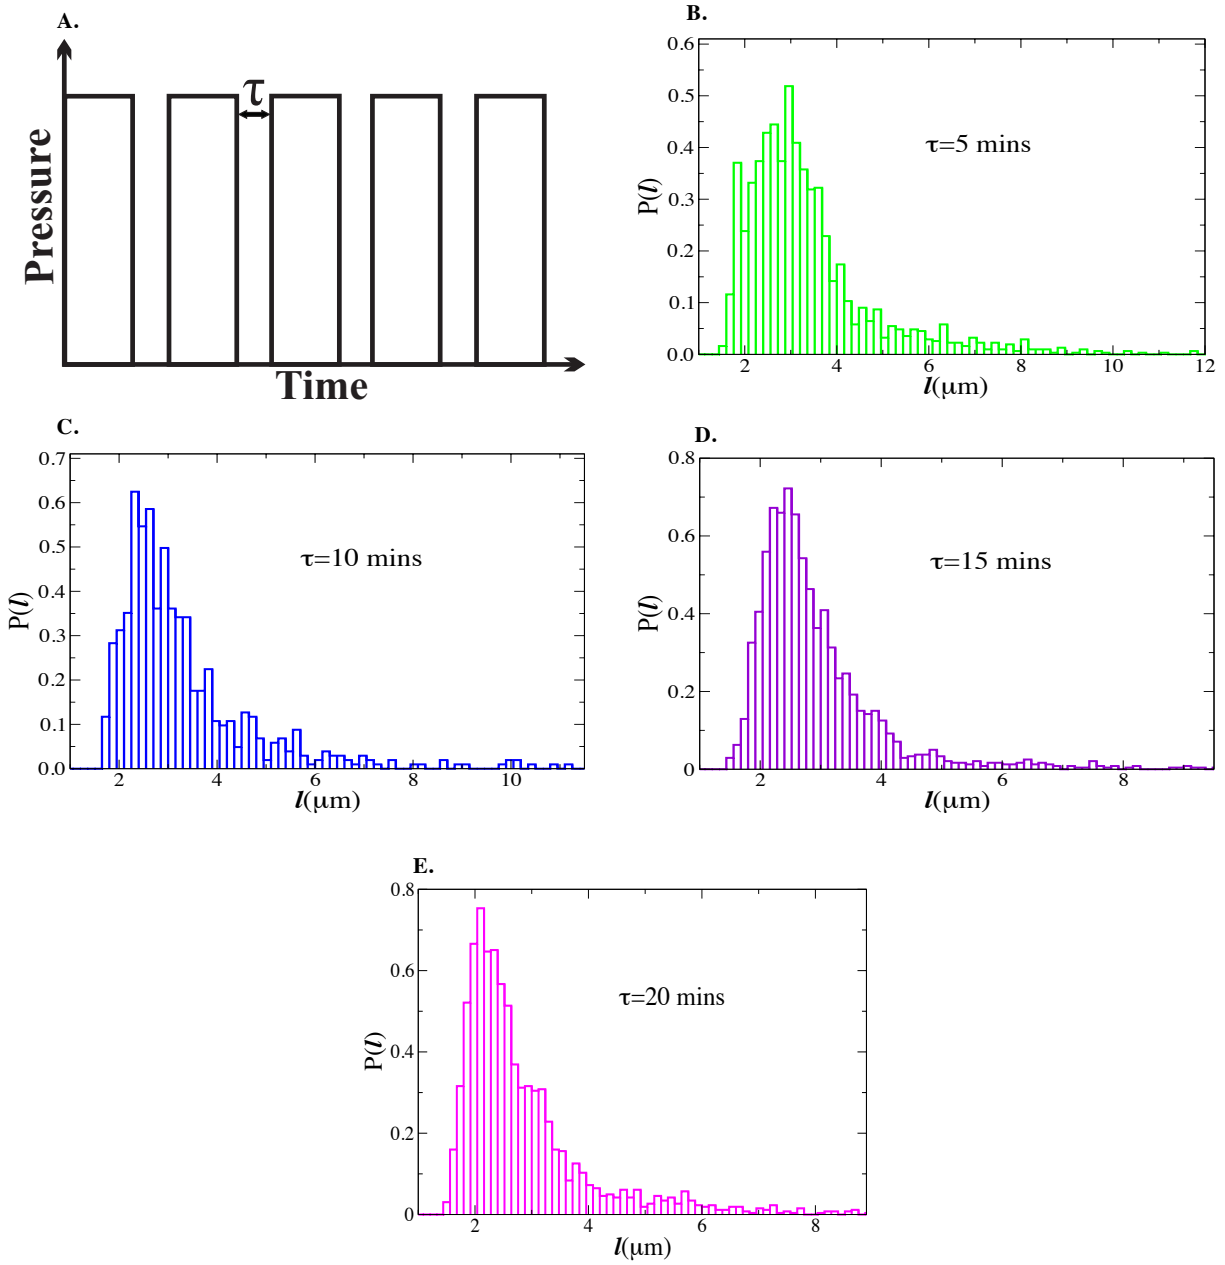 A.
Pressure
τ
Time
B.
P(l)
0.6
0.5
0.4
0.3
0.2
0.1
0.0
τ=5 mins
2 4 6 8 10 12
l(μm)
C.
P(l)
0.7
0.6
0.5
0.4
0.3
0.2
0.1
0.0
τ=10 mins
2 4 6 8 10
l(μm)
D.
P(l)
0.8
0.6
0.4
0.2
0
τ=15 mins
2 4 6 8
l(μm)
E.
P(l)
0.8
0.6
0.4
0.2
0
τ=20 mins
2 4 6 8
l(μm)